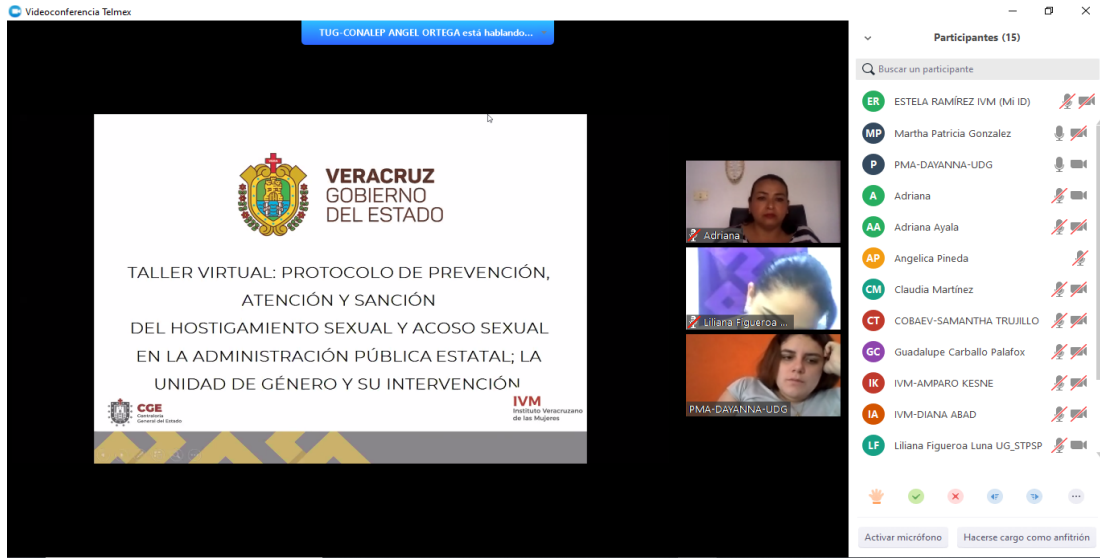 Videoconferencia Telmex
TUG-CONALEP ANGEL ORTEGA está hablando...
VERACRUZ
GOBIERNO
DEL ESTADO
TALLER VIRTUAL: PROTOCOLO DE PREVENCIÓN,
ATENCIÓN Y SANCIÓN
DEL HOSTIGAMIENTO SEXUAL Y ACOSO SEXUAL
EN LA ADMINISTRACIÓN PÚBLICA ESTATAL; LA
UNIDAD DE GÉNERO Y SU INTERVENCIÓN
CGE
Contraloría
General del Estado
IVM
Instituto Veracruzano
de las Mujeres
Adriana
Liliana Figueroa ...
PMA-DAYANNA-UDG
Participantes (15)
Buscar un participante
ER ESTELA RAMÍREZ IVM (Mi ID)
MP Martha Patricia Gonzalez
P PMA-DAYANNA-UDG
A Adriana
AA Adriana Ayala
AP Angelica Pineda
CM Claudia Martínez
CT COBAEV-SAMANTHA TRUJILLO
GC Guadalupe Carballo Palafox
IK IVM-AMPARO KESNE
IA IVM-DIANA ABAD
LF Liliana Figueroa Luna UG_STPSP
Activar micrófono
Hacerse cargo como anfitrión